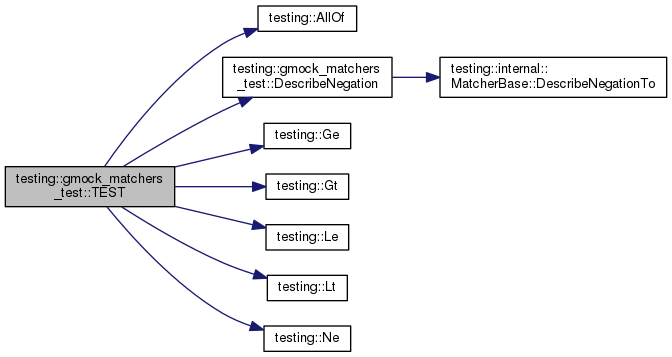 testing::AllOf
testing::gmock_matchers
_test::DescribeNegation
testing::internal::
MatcherBase::DescribeNegationTo
testing::Ge
testing::gmock_matchers
_test::TEST
testing::Gt
testing::Le
testing::Lt
testing::Ne